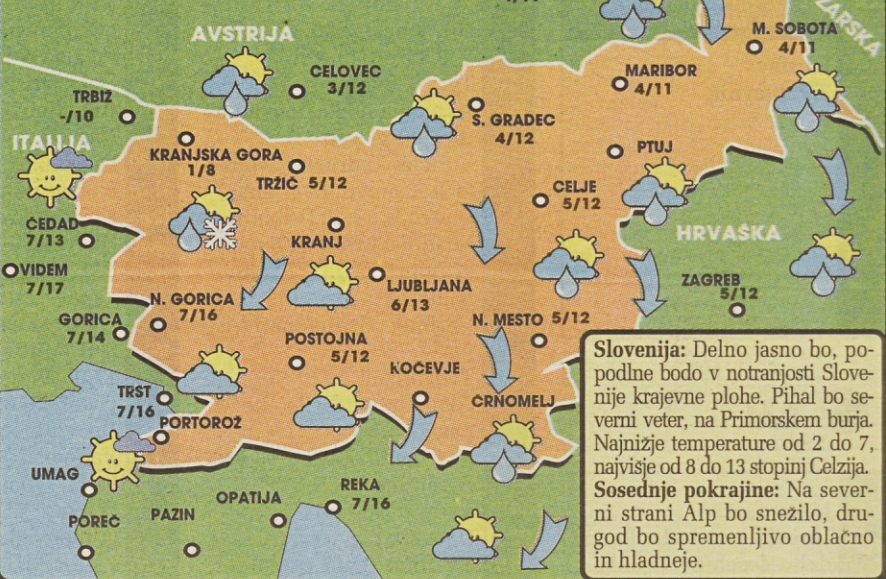 AVSTRIJA
M. SOBOTA
4/11
CELOVEC
3/12
MARIBOR
4/11
TRBIŽ
-/10
S. GRADEC
4/12
ITALIJA
KRANJSKA GORA
1/8
TRŽIČ 5/12
PTUJ
CELJE
5/12
ČEDAD
7/13
KRANJ
HRVAŠKA
VIDEM
7/17
LJUBLJANA
6/13
ZAGREB
5/12
N. GORICA
7/16
GORICA
7/14
N. MESTO 5/12
POSTOJNA
5/12
KOČEVJE
TRST
7/16
ČRNOMELJ
PORTOROŽ
UMAG
OPATIJA
REKA
7/16
POREČ
PAZIN
Slovenija: Delno jasno bo, po-
podlne bodo v notranjosti Slove-
nije krajevne plohe. Pihal bo se-
verni veter, na Primorskem burja.
Najnižje temperature od 2 do 7,
najvišje od 8 do 13 stopinj Celzija.
Sosednje pokrajine: Na sever-
ni strani Alp bo snežilo, dru-
god bo spremenljivo oblačno
in hladneje.